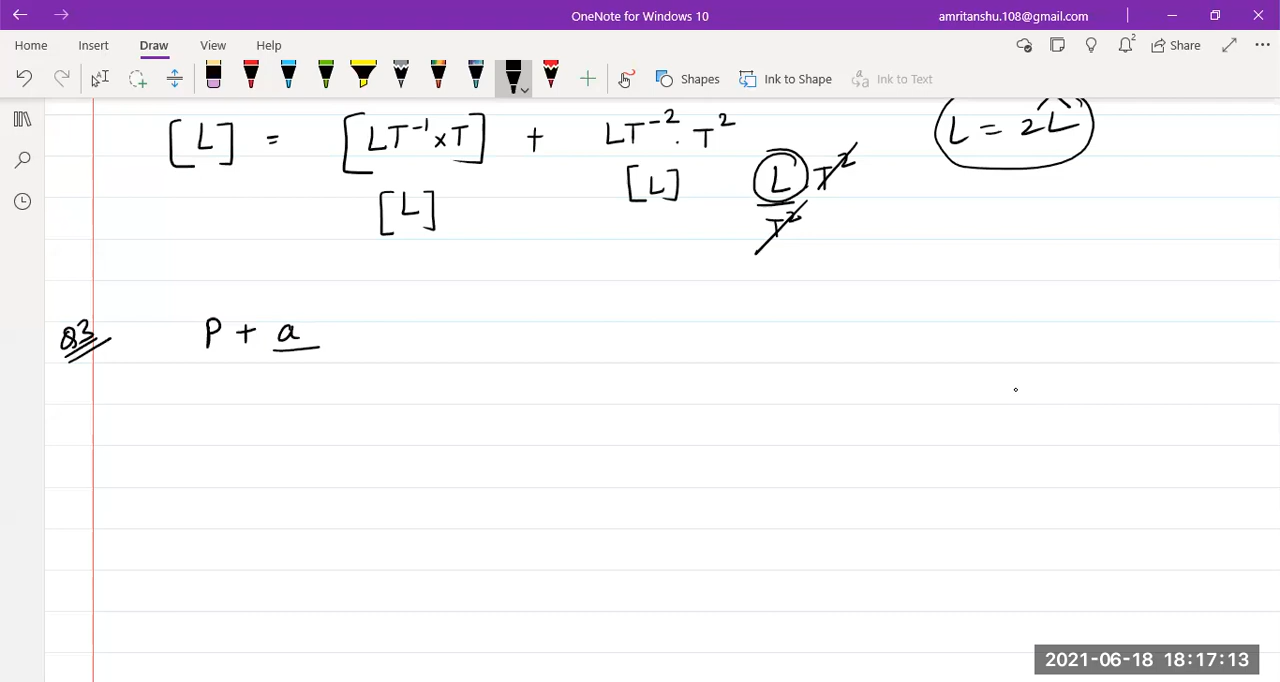 OneNote for Windows 10
amritanshu.108@gmail.com
Home Insert Draw View Help
Share
Shapes Ink to Shape Ink to Text
[L] = [LT⁻¹×T] + LT⁻² · T²
L = 2L
[L] [L] L · T²
T²
Q3 P + a
2021-06-18 18:17:13